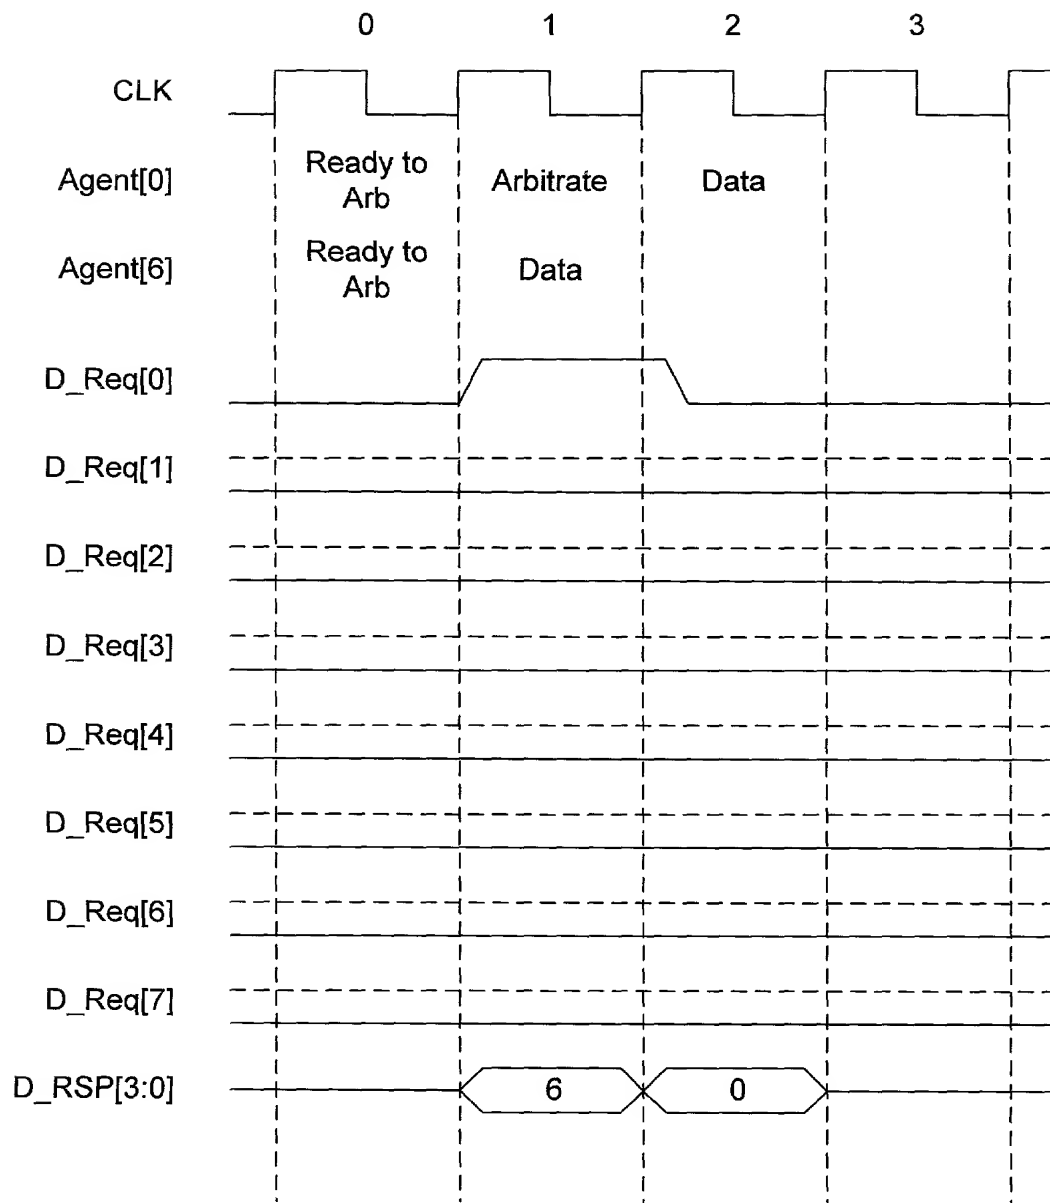 0 1 2 3
CLK
Agent[0] Ready to Arb Arbitrate Data
Agent[6] Ready to Arb Data
D_Req[0]
D_Req[1]
D_Req[2]
D_Req[3]
D_Req[4]
D_Req[5]
D_Req[6]
D_Req[7]
D_RSP[3:0] 6 0